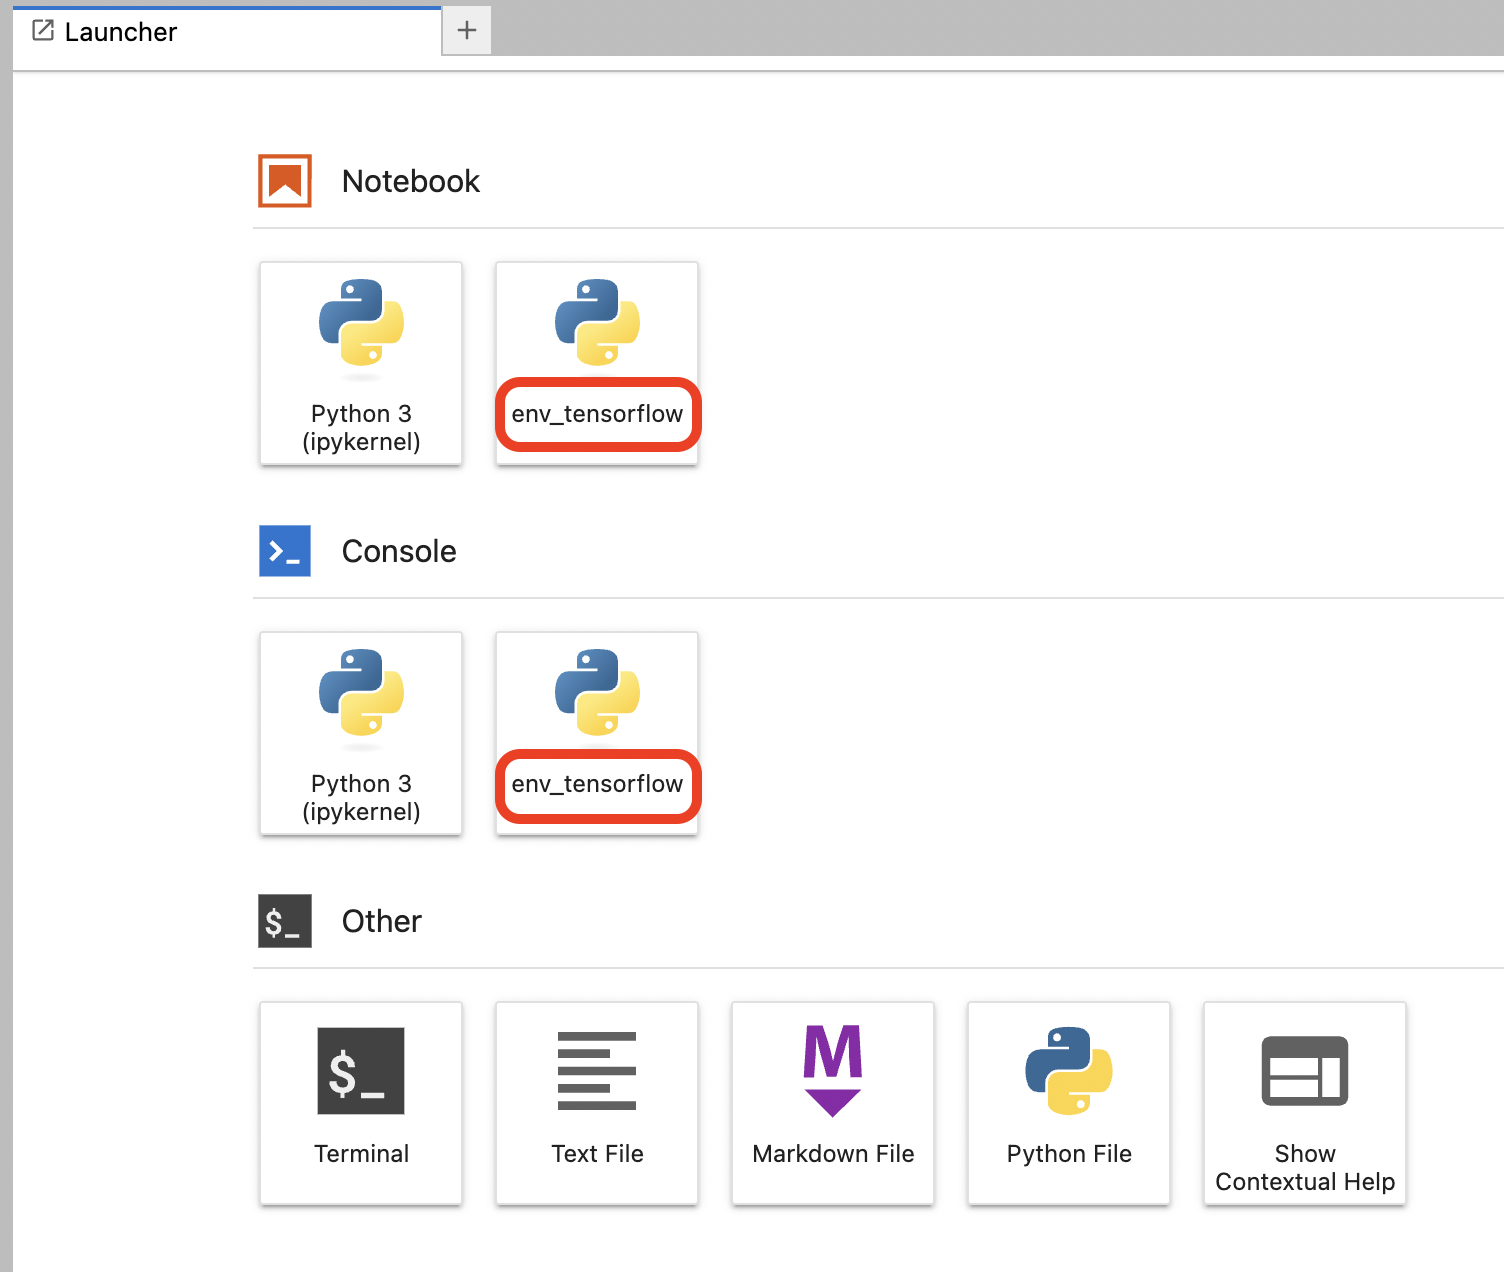 Launcher
Notebook
Python 3
(ipykernel)
env_tensorflow
Console
Python 3
(ipykernel)
env_tensorflow
$_ Other
$_
Terminal
Text File
M
Markdown File
Python File
Show
Contextual Help